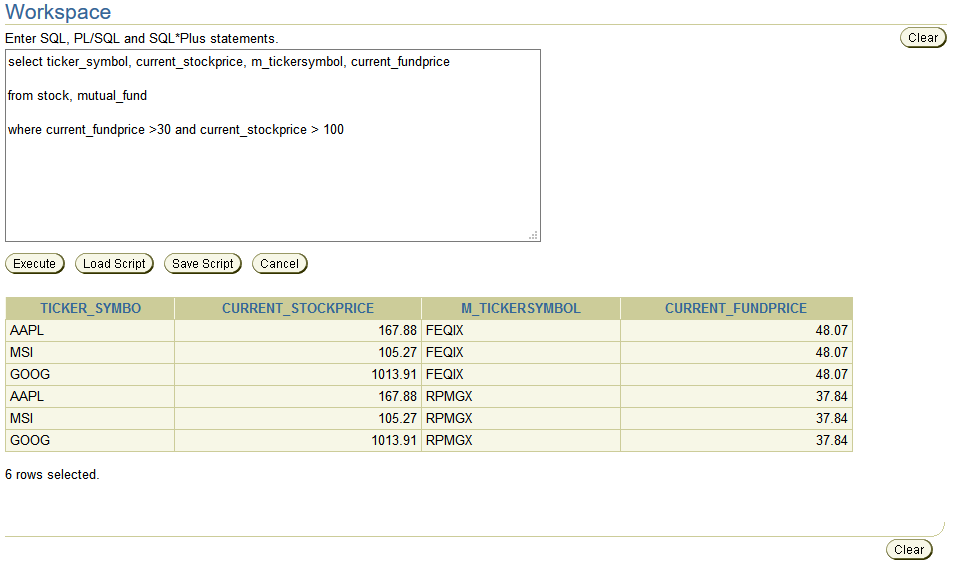 Workspace
Enter SQL, PL/SQL and SQL*Plus statements.
Clear
select ticker_symbol, current_stockprice, m_tickersymbol, current_fundprice
from stock, mutual_fund
where current_fundprice >30 and current_stockprice > 100
Execute Load Script Save Script Cancel
TICKER_SYMBO CURRENT_STOCKPRICE M_TICKERSYMBOL CURRENT_FUNDPRICE
AAPL 167.88 FEQIX 48.07
MSI 105.27 FEQIX 48.07
GOOG 1013.91 FEQIX 48.07
AAPL 167.88 RPMGX 37.84
MSI 105.27 RPMGX 37.84
GOOG 1013.91 RPMGX 37.84
6 rows selected.
Clear